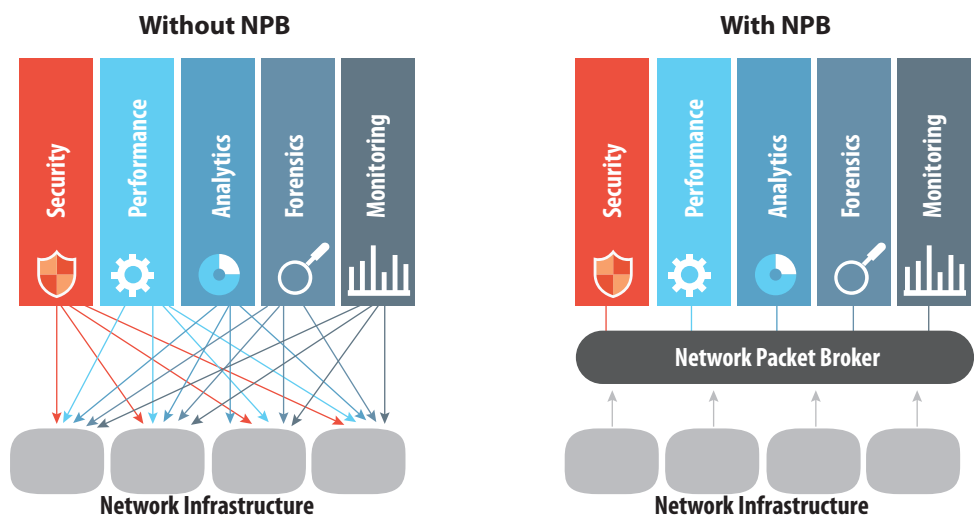 Without NPB
Security
Performance
Analytics
Forensics
Monitoring
Network Infrastructure
With NPB
Security
Performance
Analytics
Forensics
Monitoring
Network Packet Broker
Network Infrastructure